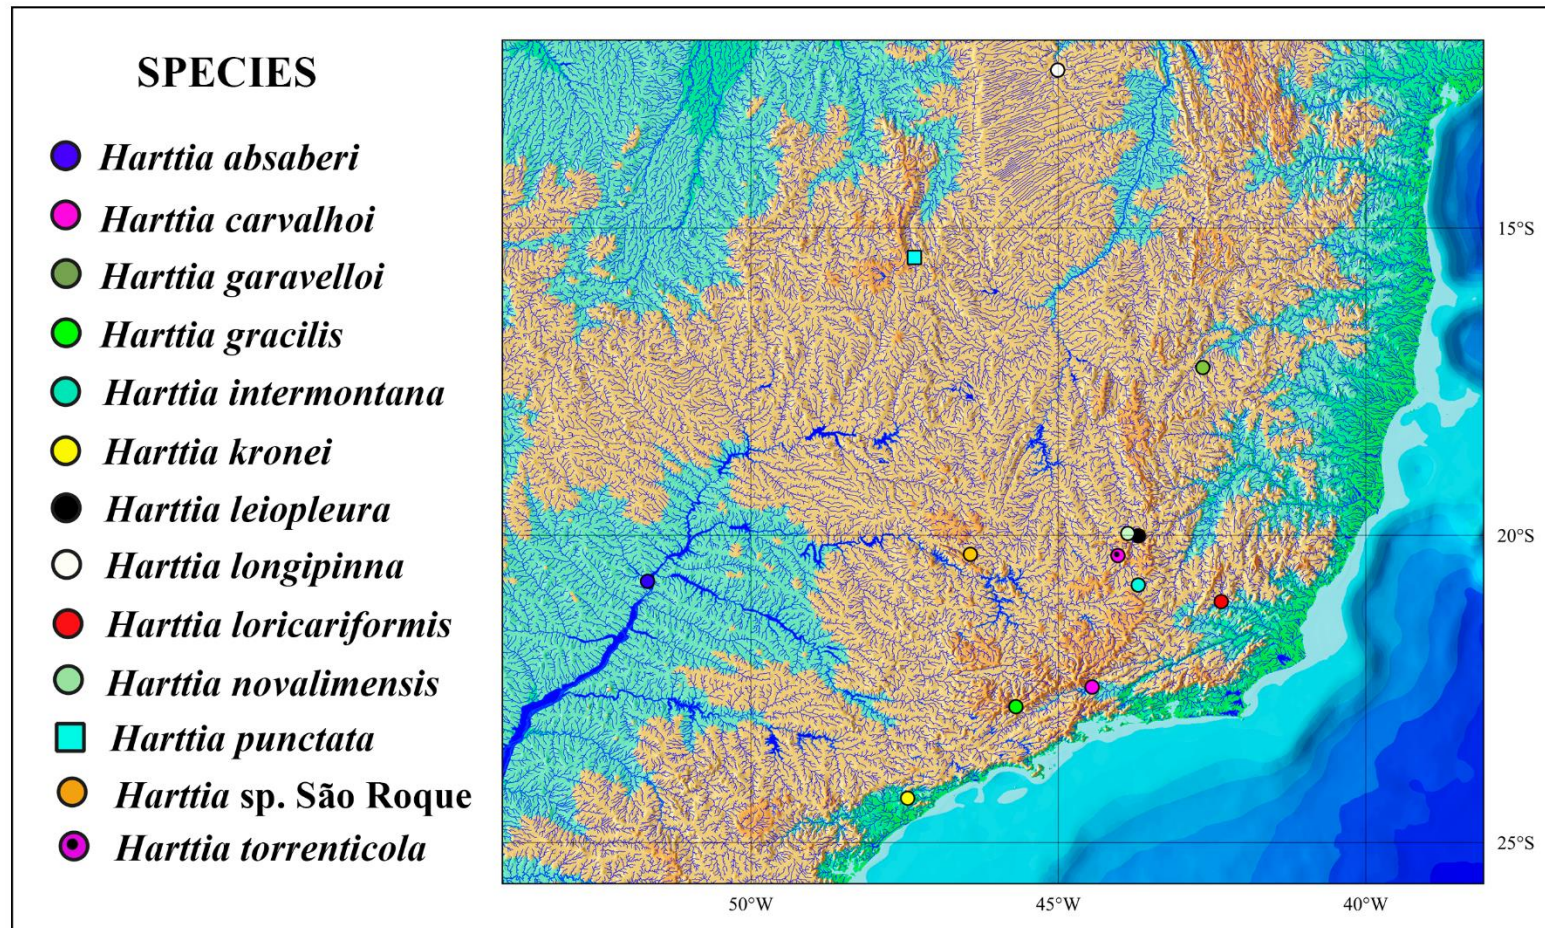 SPECIES
Harttia absaberi
Harttia carvalhoi
Harttia garavelloi
Harttia gracilis
Harttia intermontana
Harttia kronei
Harttia leiopleura
Harttia longipinna
Harttia loricariformis
Harttia novalimensis
Harttia punctata
Harttia sp. São Roque
Harttia torrenticola
15°S
20°S
25°S
50°W
45°W
40°W